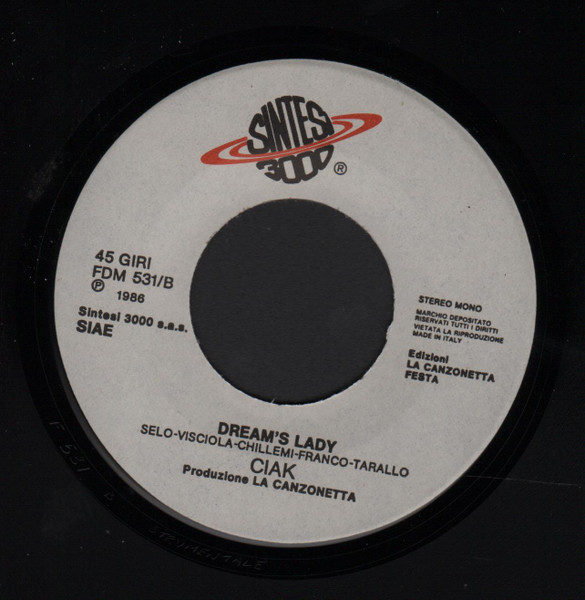 SINTESI
3000®
45 GIRI
FDM 531/B
Ⓟ 1986
Sintesi 3000 s.a.s.
SIAE
STEREO MONO
MARCHIO DEPOSITATO
RISERVATI TUTTI I DIRITTI
VIETATA LA RIPRODUZIONE
MADE IN ITALY
Edizioni
LA CANZONETTA
FESTA
DREAM'S LADY
SELO-VISCIOLA-CHILLEMI-FRANCO-TARALLO
CIAK
Produzione LA CANZONETTA
F 531 B
STRUMENTALE